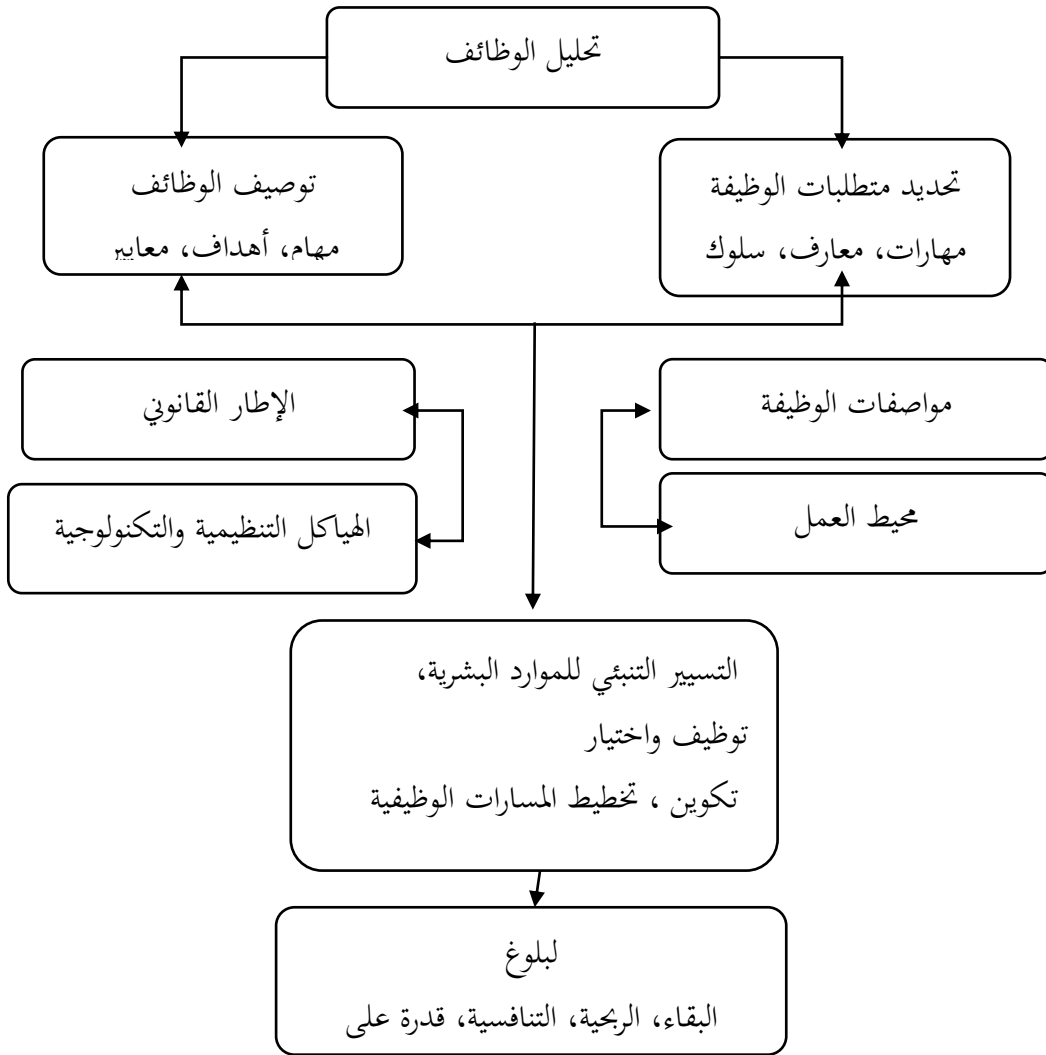 تحليل الوظائف
تحديد متطلبات الوظيفة
مهارات، معارف، سلوك
توصيف الوظائف
مهام، أهداف، معايير
مواصفات الوظيفة
الإطار القانوني
محيط العمل
الهياكل التنظيمية والتكنولوجية
التسيير التنبئي للموارد البشرية،
توظيف واختيار
تكوين ، تخطيط المسارات الوظيفية
لبلوغ
البقاء، الربحية، التنافسية، قدرة على